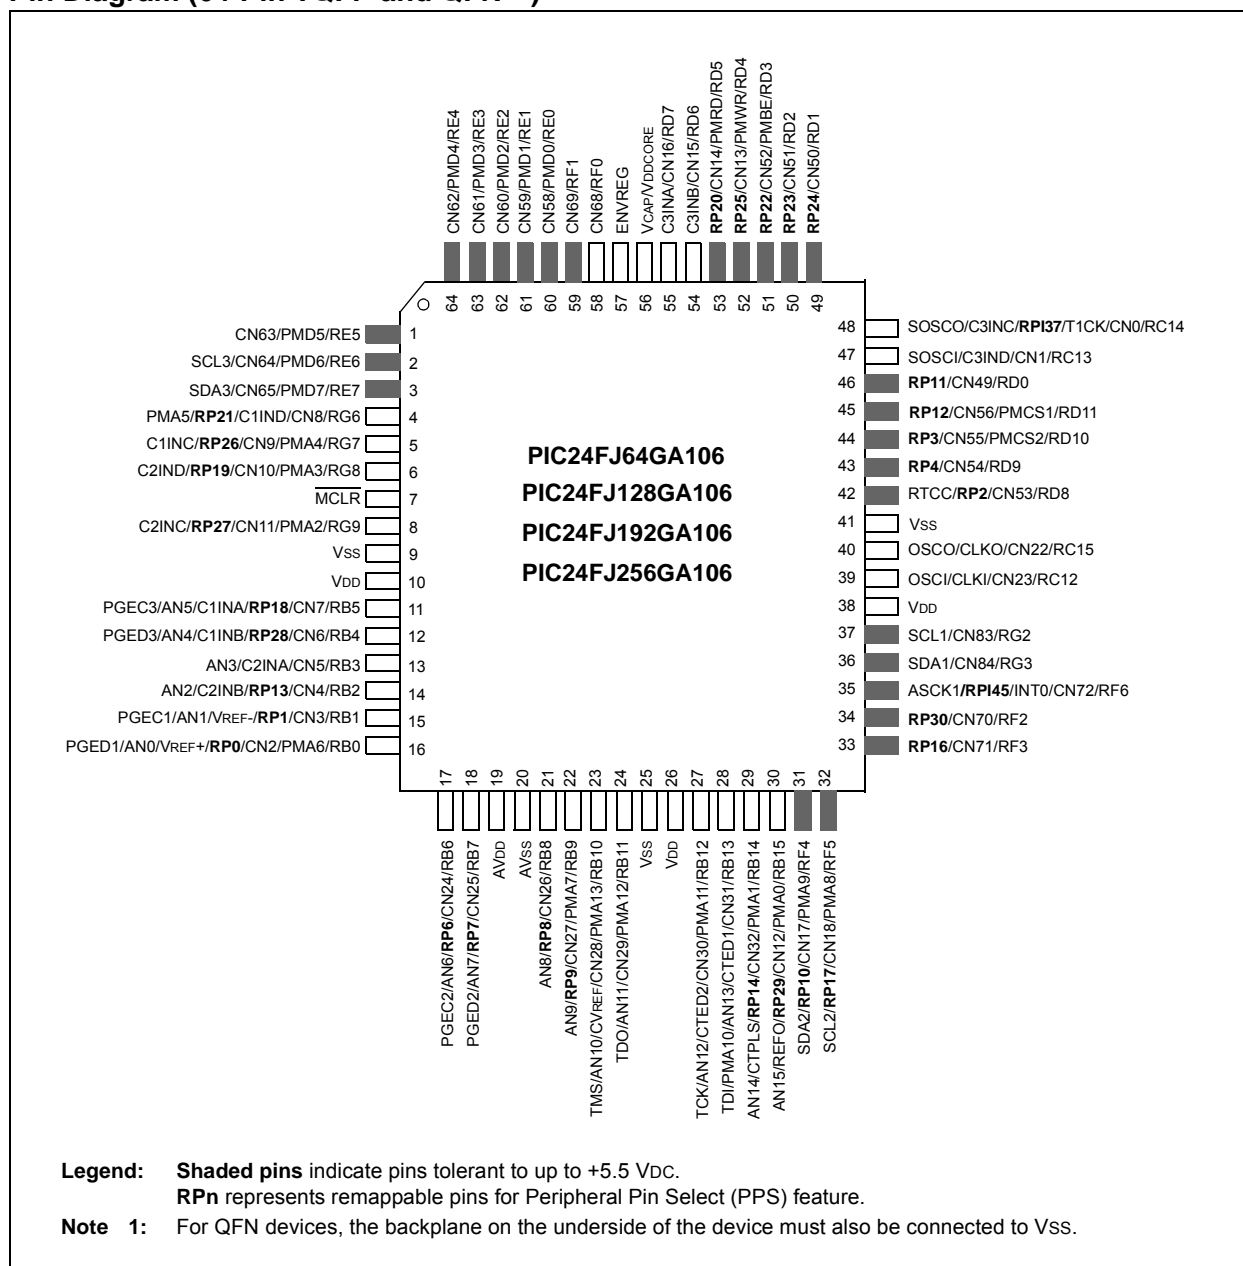 CN62/PMD4/RE4
CN61/PMD3/RE3
CN60/PMD2/RE2
CN59/PMD1/RE1
CN58/PMD0/RE0
CN69/RF1
CN68/RF0
ENVREG
VCAP/VDDCORE
C3INA/CN16/RD7
C3INB/CN15/RD6
RP20/CN14/PMRD/RD5
RP25/CN13/PMWR/RD4
RP22/CN52/PMBE/RD3
RP23/CN51/RD2
RP24/CN50/RD1
64 63 62 61 60 59 58 57 56 55 54 53 52 51 50 49
CN63/PMD5/RE5 1
SCL3/CN64/PMD6/RE6 2
SDA3/CN65/PMD7/RE7 3
PMA5/RP21/C1IND/CN8/RG6 4
C1INC/RP26/CN9/PMA4/RG7 5
C2IND/RP19/CN10/PMA3/RG8 6
MCLR 7
C2INC/RP27/CN11/PMA2/RG9 8
VSS 9
VDD 10
PGEC3/AN5/C1INA/RP18/CN7/RB5 11
PGED3/AN4/C1INB/RP28/CN6/RB4 12
AN3/C2INA/CN5/RB3 13
AN2/C2INB/RP13/CN4/RB2 14
PGEC1/AN1/VREF-/RP1/CN3/RB1 15
PGED1/AN0/VREF+/RP0/CN2/PMA6/RB0 16
PIC24FJ64GA106
PIC24FJ128GA106
PIC24FJ192GA106
PIC24FJ256GA106
48 SOSCO/C3INC/RPI37/T1CK/CN0/RC14
47 SOSCI/C3IND/CN1/RC13
46 RP11/CN49/RD0
45 RP12/CN56/PMCS1/RD11
44 RP3/CN55/PMCS2/RD10
43 RP4/CN54/RD9
42 RTCC/RP2/CN53/RD8
41 VSS
40 OSCO/CLKO/CN22/RC15
39 OSCI/CLKI/CN23/RC12
38 VDD
37 SCL1/CN83/RG2
36 SDA1/CN84/RG3
35 ASCK1/RPI45/INT0/CN72/RF6
34 RP30/CN70/RF2
33 RP16/CN71/RF3
17 18 19 20 21 22 23 24 25 26 27 28 29 30 31 32
PGEC2/AN6/RP6/CN24/RB6
PGED2/AN7/RP7/CN25/RB7
AVDD
AVSS
AN8/RP8/CN26/RB8
AN9/RP9/CN27/PMA7/RB9
TMS/AN10/CVREF/CN28/PMA13/RB10
TDO/AN11/CN29/PMA12/RB11
VSS
VDD
TCK/AN12/CTED2/CN30/PMA11/RB12
TDI/PMA10/AN13/CTED1/CN31/RB13
AN14/CTPLS/RP14/CN32/PMA1/RB14
AN15/REFO/RP29/CN12/PMA0/RB15
SDA2/RP10/CN17/PMA9/RF4
SCL2/RP17/CN18/PMA8/RF5
Legend: Shaded pins indicate pins tolerant to up to +5.5 VDC.
RPn represents remappable pins for Peripheral Pin Select (PPS) feature.
Note 1: For QFN devices, the backplane on the underside of the device must also be connected to VSS.